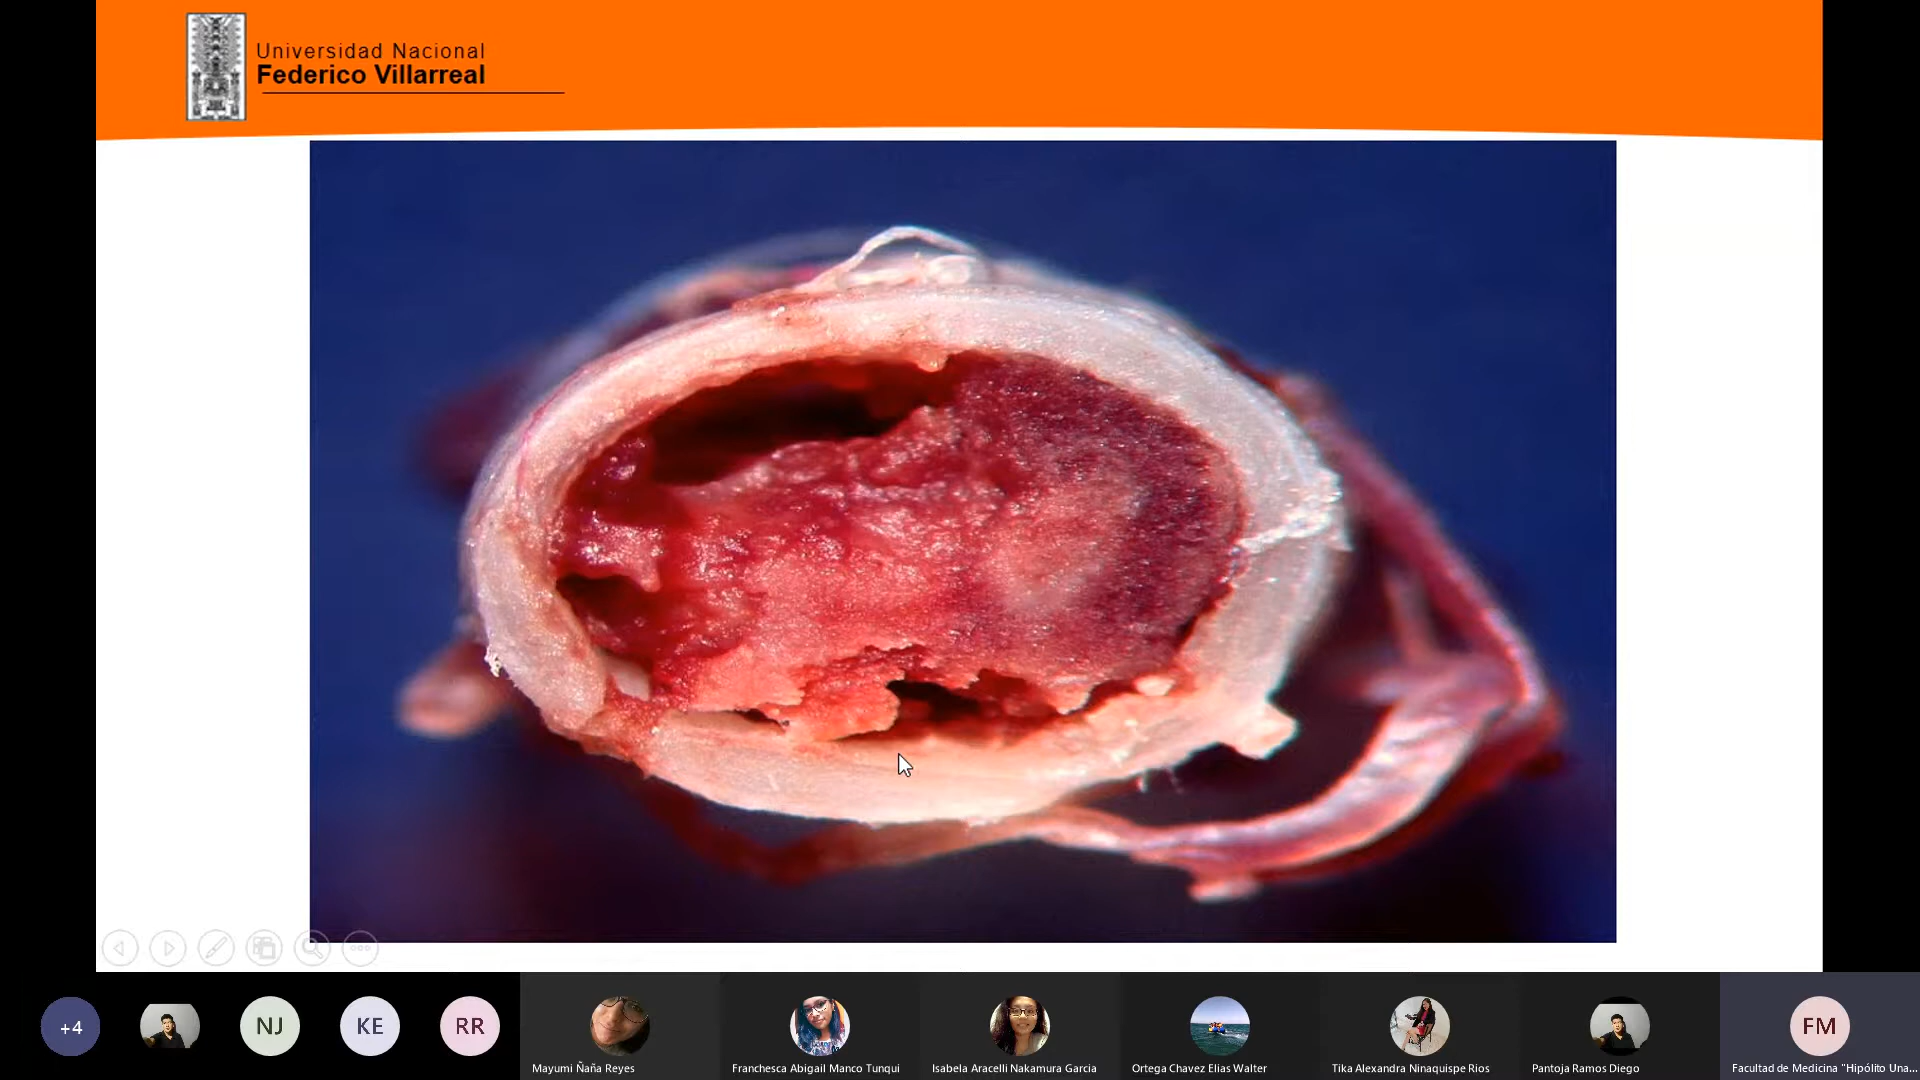 Universidad Nacional
Federico Villarreal
+4
NJ
KE
RR
FM
Mayumi Ñaña Reyes
Franchesca Abigail Manco Tunqui
Isabela Aracelli Nakamura Garcia
Ortega Chavez Elias Walter
Tika Alexandra Ninaquispe Rios
Pantoja Ramos Diego
Facultad de Medicina "Hipólito Una...